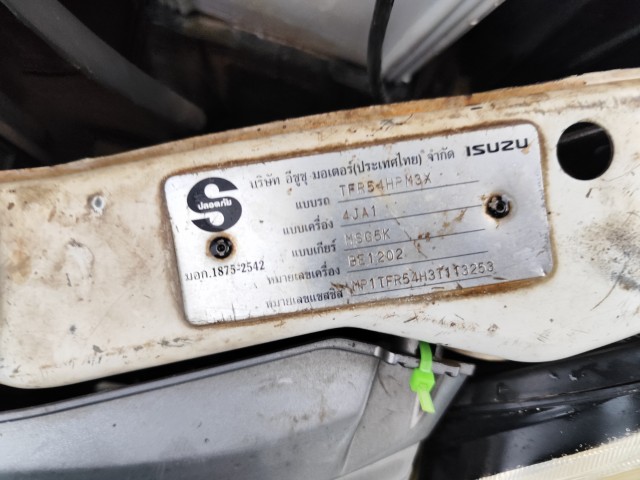 บริษัท อีซูซุ มอเตอร์(ประเทศไทย) จำกัด ISUZU
S
ปลอดภัย
แบบรถ TFR54HPM3X
แบบเครื่อง 4JA1
แบบเกียร์ MSG5K
หมายเลขเครื่อง BE1202
หมายเลขแชสซีส์ MP1TFR54H3T1T3253
มอก.1875-2542